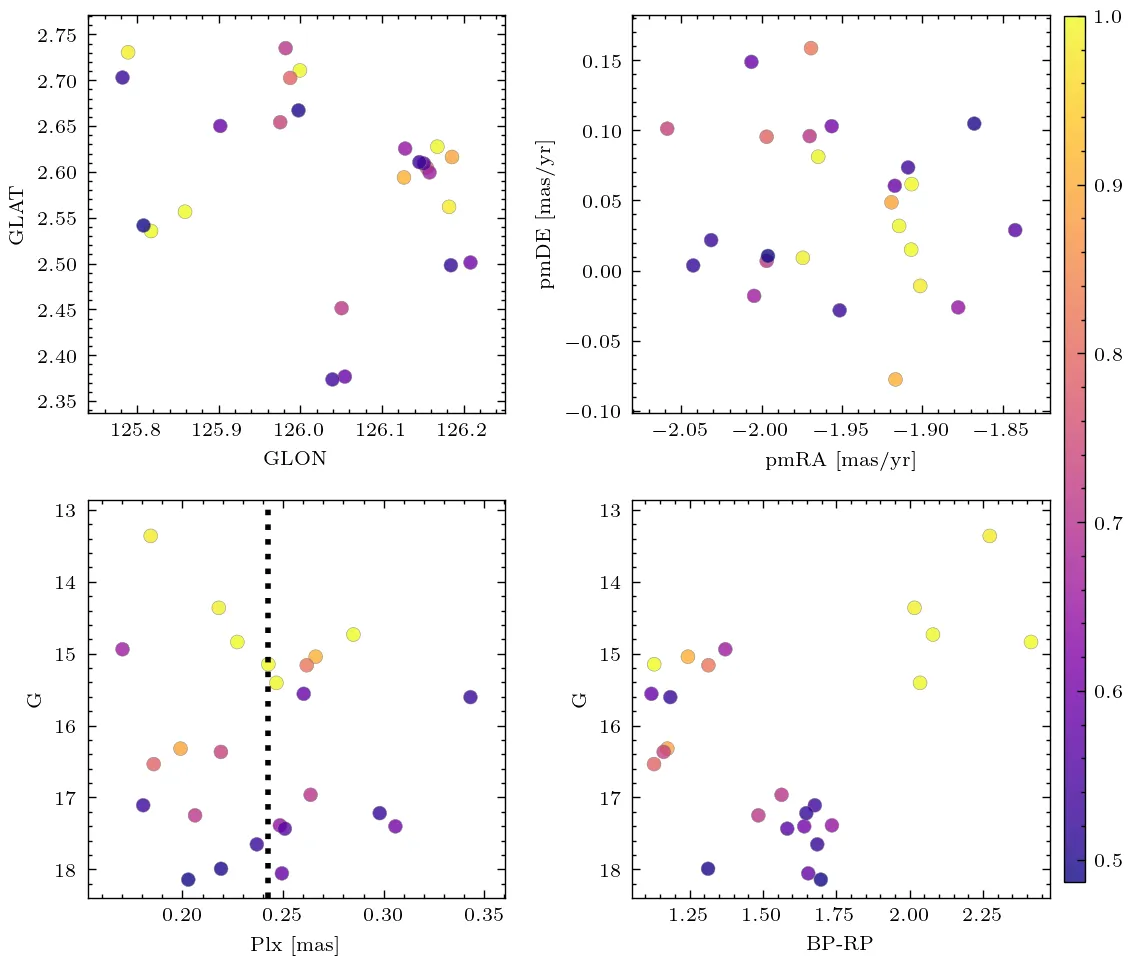 2.75
2.70
2.65
2.60
2.55
2.50
2.45
2.40
2.35
GLAT
125.8 125.9 126.0 126.1 126.2
GLON
0.15
0.10
0.05
0.00
−0.05
−0.10
pmDE [mas/yr]
−2.05 −2.00 −1.95 −1.90 −1.85
pmRA [mas/yr]
1.0
0.9
0.8
0.7
0.6
0.5
13
14
15
16
17
18
G
0.20 0.25 0.30 0.35
Plx [mas]
13
14
15
16
17
18
G
1.25 1.50 1.75 2.00 2.25
BP-RP